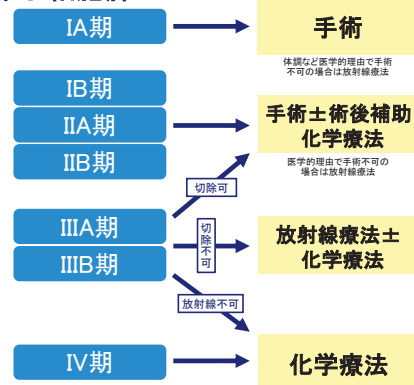 IA期
手術
体調など医学的理由で手術
不可の場合は放射線療法
IB期
IIA期
IIB期
手術±術後補助
化学療法
医学的理由で手術不可の
場合は放射線療法
切除可
IIIA期
IIIB期
切除不可
放射線療法±
化学療法
放射線不可
IV期
化学療法